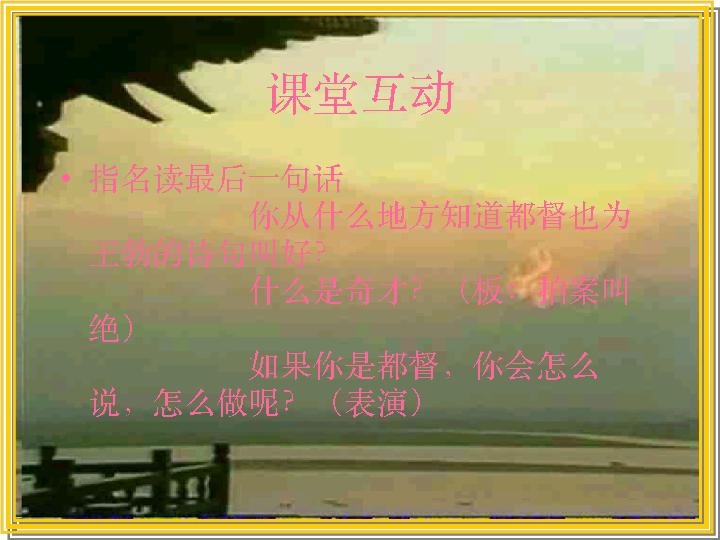 课堂互动
• 指名读最后一句话
你从什么地方知道都督也为
王勃的诗句叫好？
什么是奇才？（板：拍案叫
绝）
如果你是都督，你会怎么
说，怎么做呢？（表演）